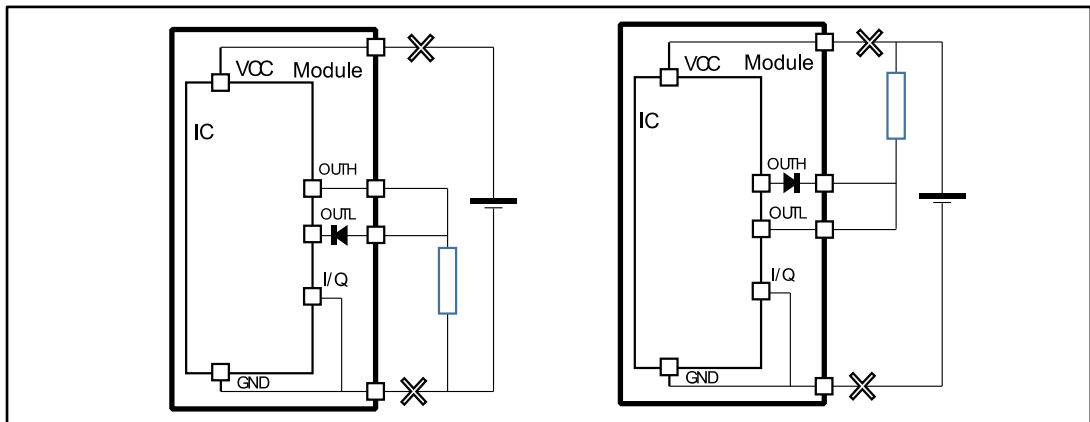 VCC
Module
IC
OUTH
OUTL
I/Q
GND
VCC
Module
IC
OUTH
OUTL
I/Q
GND